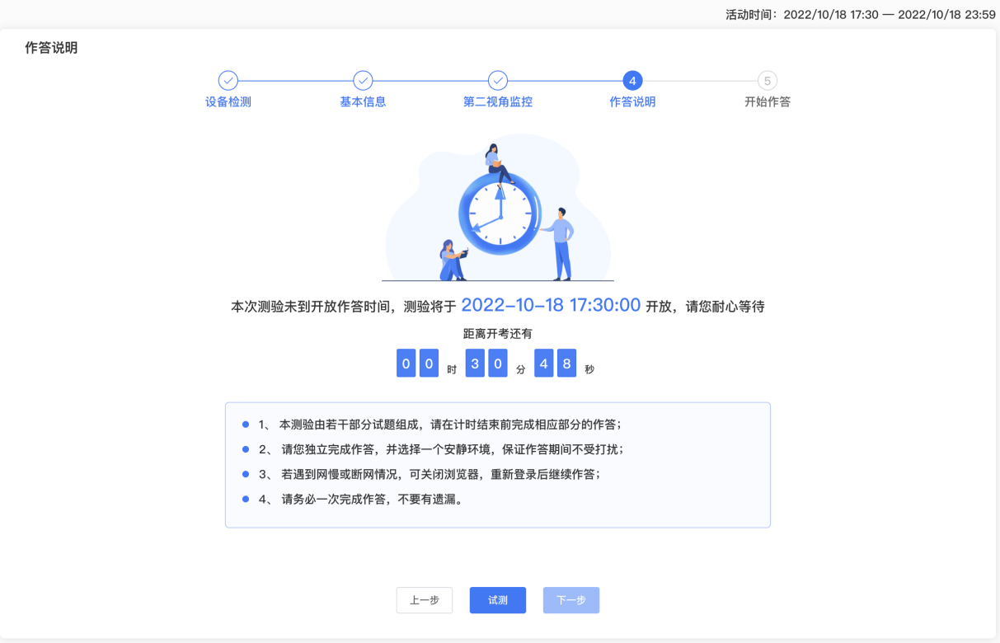 活动时间：2022/10/18 17:30 — 2022/10/18 23:59
作答说明
4 5
设备检测 基本信息 第二视角监控 作答说明 开始作答
本次测验未到开放作答时间，测验将于 2022-10-18 17:30:00 开放，请您耐心等待
距离开考还有
00 时 30 分 48 秒
1、 本测验由若干部分试题组成，请在计时结束前完成相应部分的作答；
2、 请您独立完成作答，并选择一个安静环境，保证作答期间不受打扰；
3、 若遇到网慢或断网情况，可关闭浏览器，重新登录后继续作答；
4、 请务必一次完成作答，不要有遗漏。
上一步 试测 下一步